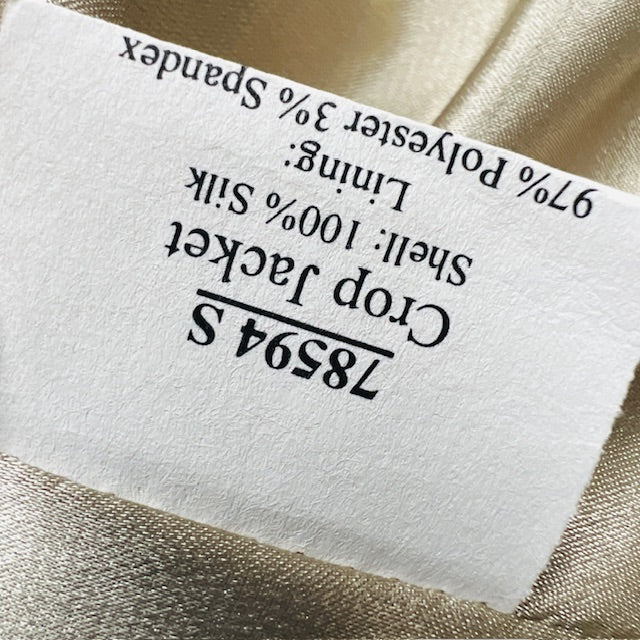 78594 S
Crop Jacket
Shell: 100% Silk
Lining:
97% Polyester 3% Spandex